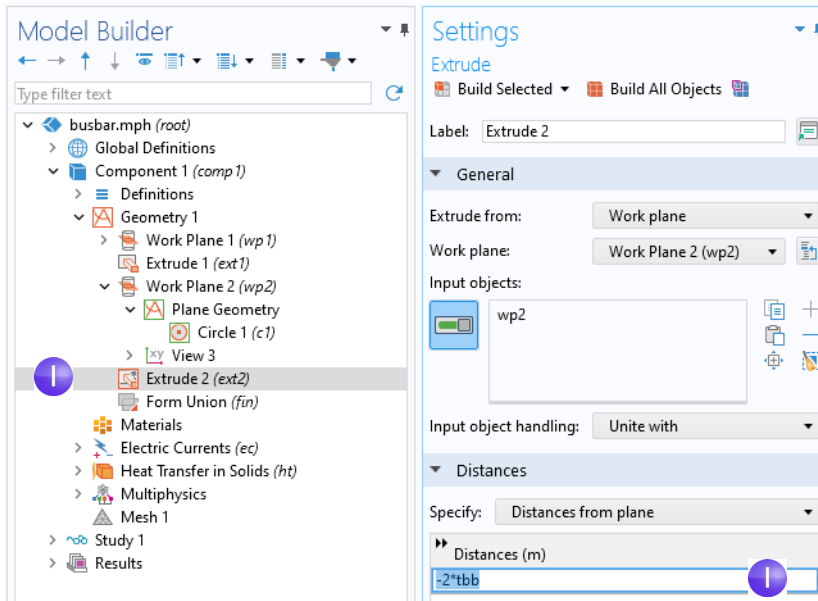 Model Builder
Type filter text
busbar.mph (root)
Global Definitions
Component 1 (comp1)
Definitions
Geometry 1
Work Plane 1 (wp1)
Extrude 1 (ext1)
Work Plane 2 (wp2)
Plane Geometry
Circle 1 (c1)
xy View 3
I
Extrude 2 (ext2)
Form Union (fin)
Materials
Electric Currents (ec)
Heat Transfer in Solids (ht)
Multiphysics
Mesh 1
Study 1
Results
Settings
Extrude
Build Selected
Build All Objects
Label: Extrude 2
General
Extrude from: Work plane
Work plane: Work Plane 2 (wp2)
Input objects:
wp2
Input object handling: Unite with
Distances
Specify: Distances from plane
Distances (m)
-2*tbb I